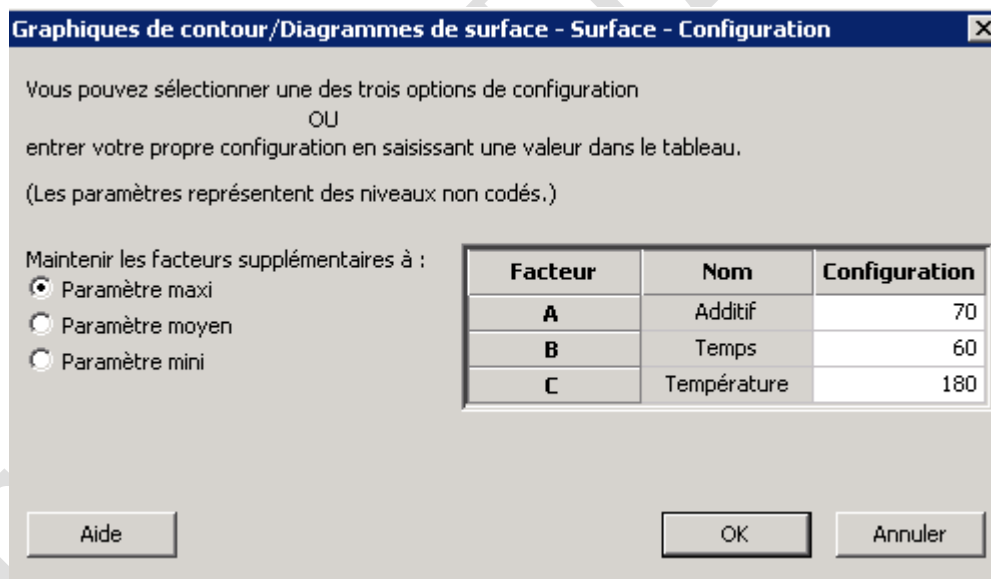 Graphiques de contour/Diagrammes de surface - Surface - Configuration
Vous pouvez sélectionner une des trois options de configuration
OU
entrer votre propre configuration en saisissant une valeur dans le tableau.
(Les paramètres représentent des niveaux non codés.)
Maintenir les facteurs supplémentaires à :
Paramètre maxi
Paramètre moyen
Paramètre mini
Facteur Nom Configuration
A Additif 70
B Temps 60
C Température 180
Aide OK Annuler